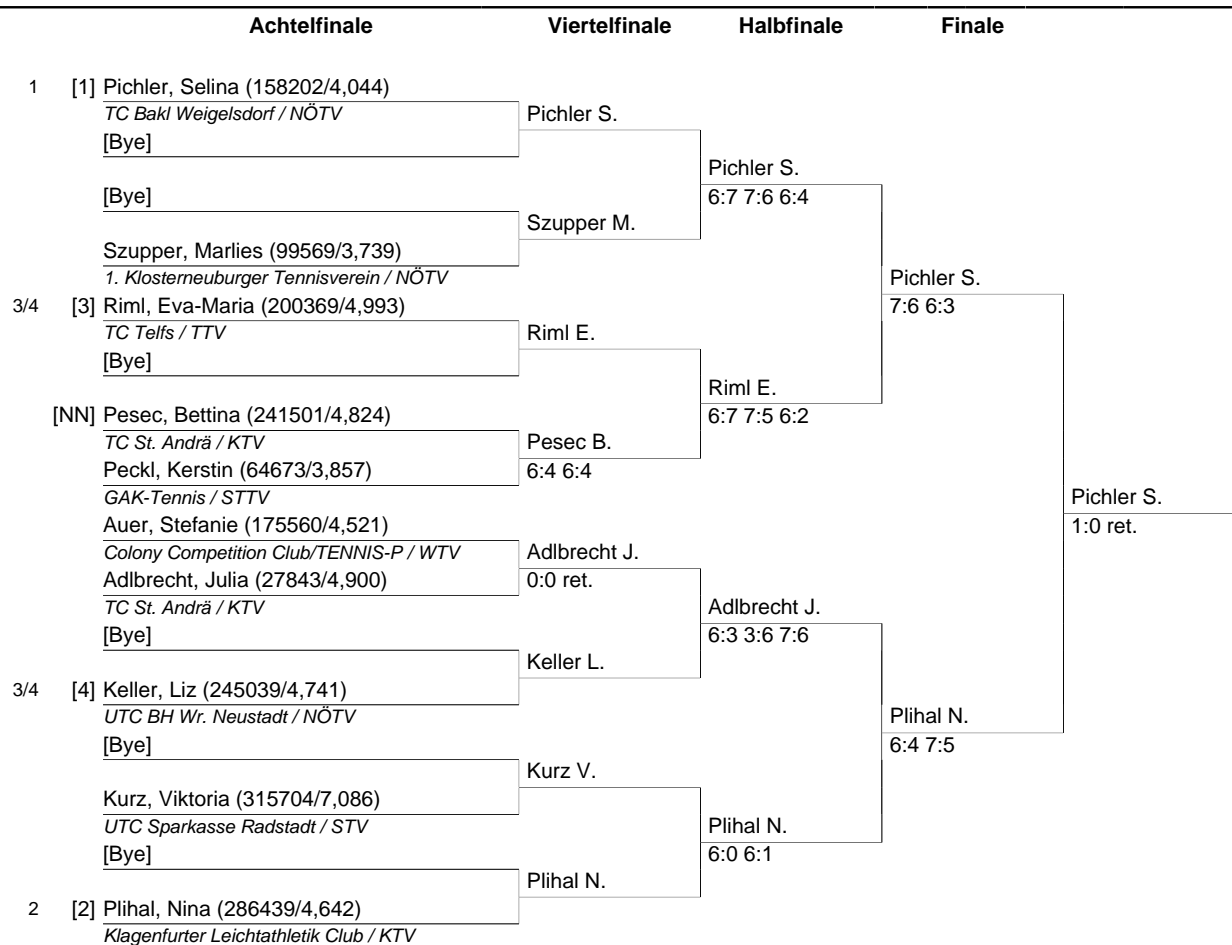 Achtelfinale Viertelfinale Halbfinale Finale
1 [1] Pichler, Selina (158202/4,044)
TC Bakl Weigelsdorf / NÖTV Pichler S.
[Bye]
Pichler S.
[Bye] 6:7 7:6 6:4
Szupper M.
Szupper, Marlies (99569/3,739)
1. Klosterneuburger Tennisverein / NÖTV Pichler S.
3/4 [3] Riml, Eva-Maria (200369/4,993) 7:6 6:3
TC Telfs / TTV Riml E.
[Bye]
Riml E.
[NN] Pesec, Bettina (241501/4,824) 6:7 7:5 6:2
TC St. Andrä / KTV Pesec B.
Peckl, Kerstin (64673/3,857) 6:4 6:4
GAK-Tennis / STTV Pichler S.
Auer, Stefanie (175560/4,521) 1:0 ret.
Colony Competition Club/TENNIS-P / WTV Adlbrecht J.
Adlbrecht, Julia (27843/4,900) 0:0 ret.
TC St. Andrä / KTV Adlbrecht J.
[Bye] 6:3 3:6 7:6
Keller L.
3/4 [4] Keller, Liz (245039/4,741)
UTC BH Wr. Neustadt / NÖTV Plihal N.
[Bye] 6:4 7:5
Kurz V.
Kurz, Viktoria (315704/7,086)
UTC Sparkasse Radstadt / STV Plihal N.
[Bye] 6:0 6:1
Plihal N.
2 [2] Plihal, Nina (286439/4,642)
Klagenfurter Leichtathletik Club / KTV